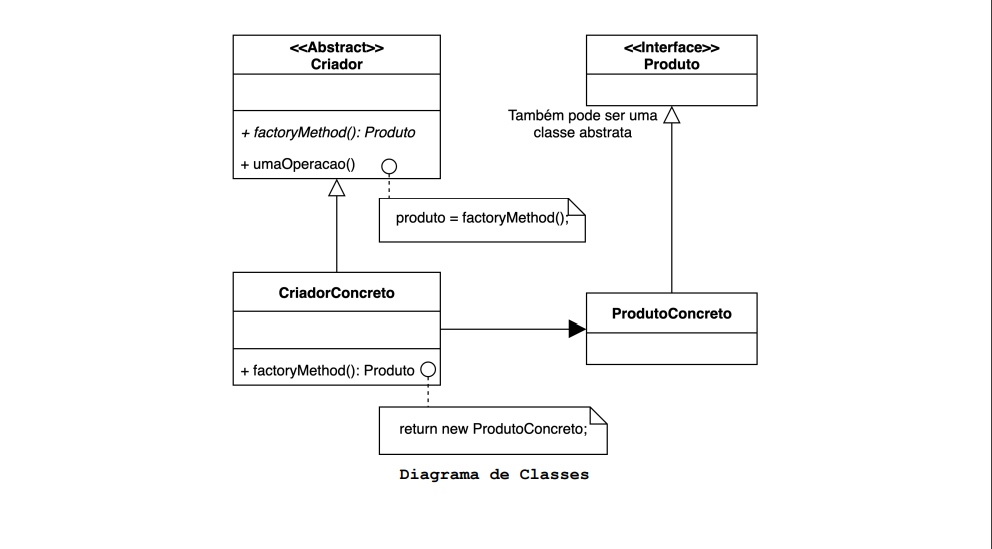 <<Abstract>>
Criador
+ factoryMethod(): Produto
+ umaOperacao()
produto = factoryMethod();
<<Interface>>
Produto
Também pode ser uma
classe abstrata
CriadorConcreto
+ factoryMethod(): Produto
return new ProdutoConcreto;
ProdutoConcreto
Diagrama de Classes